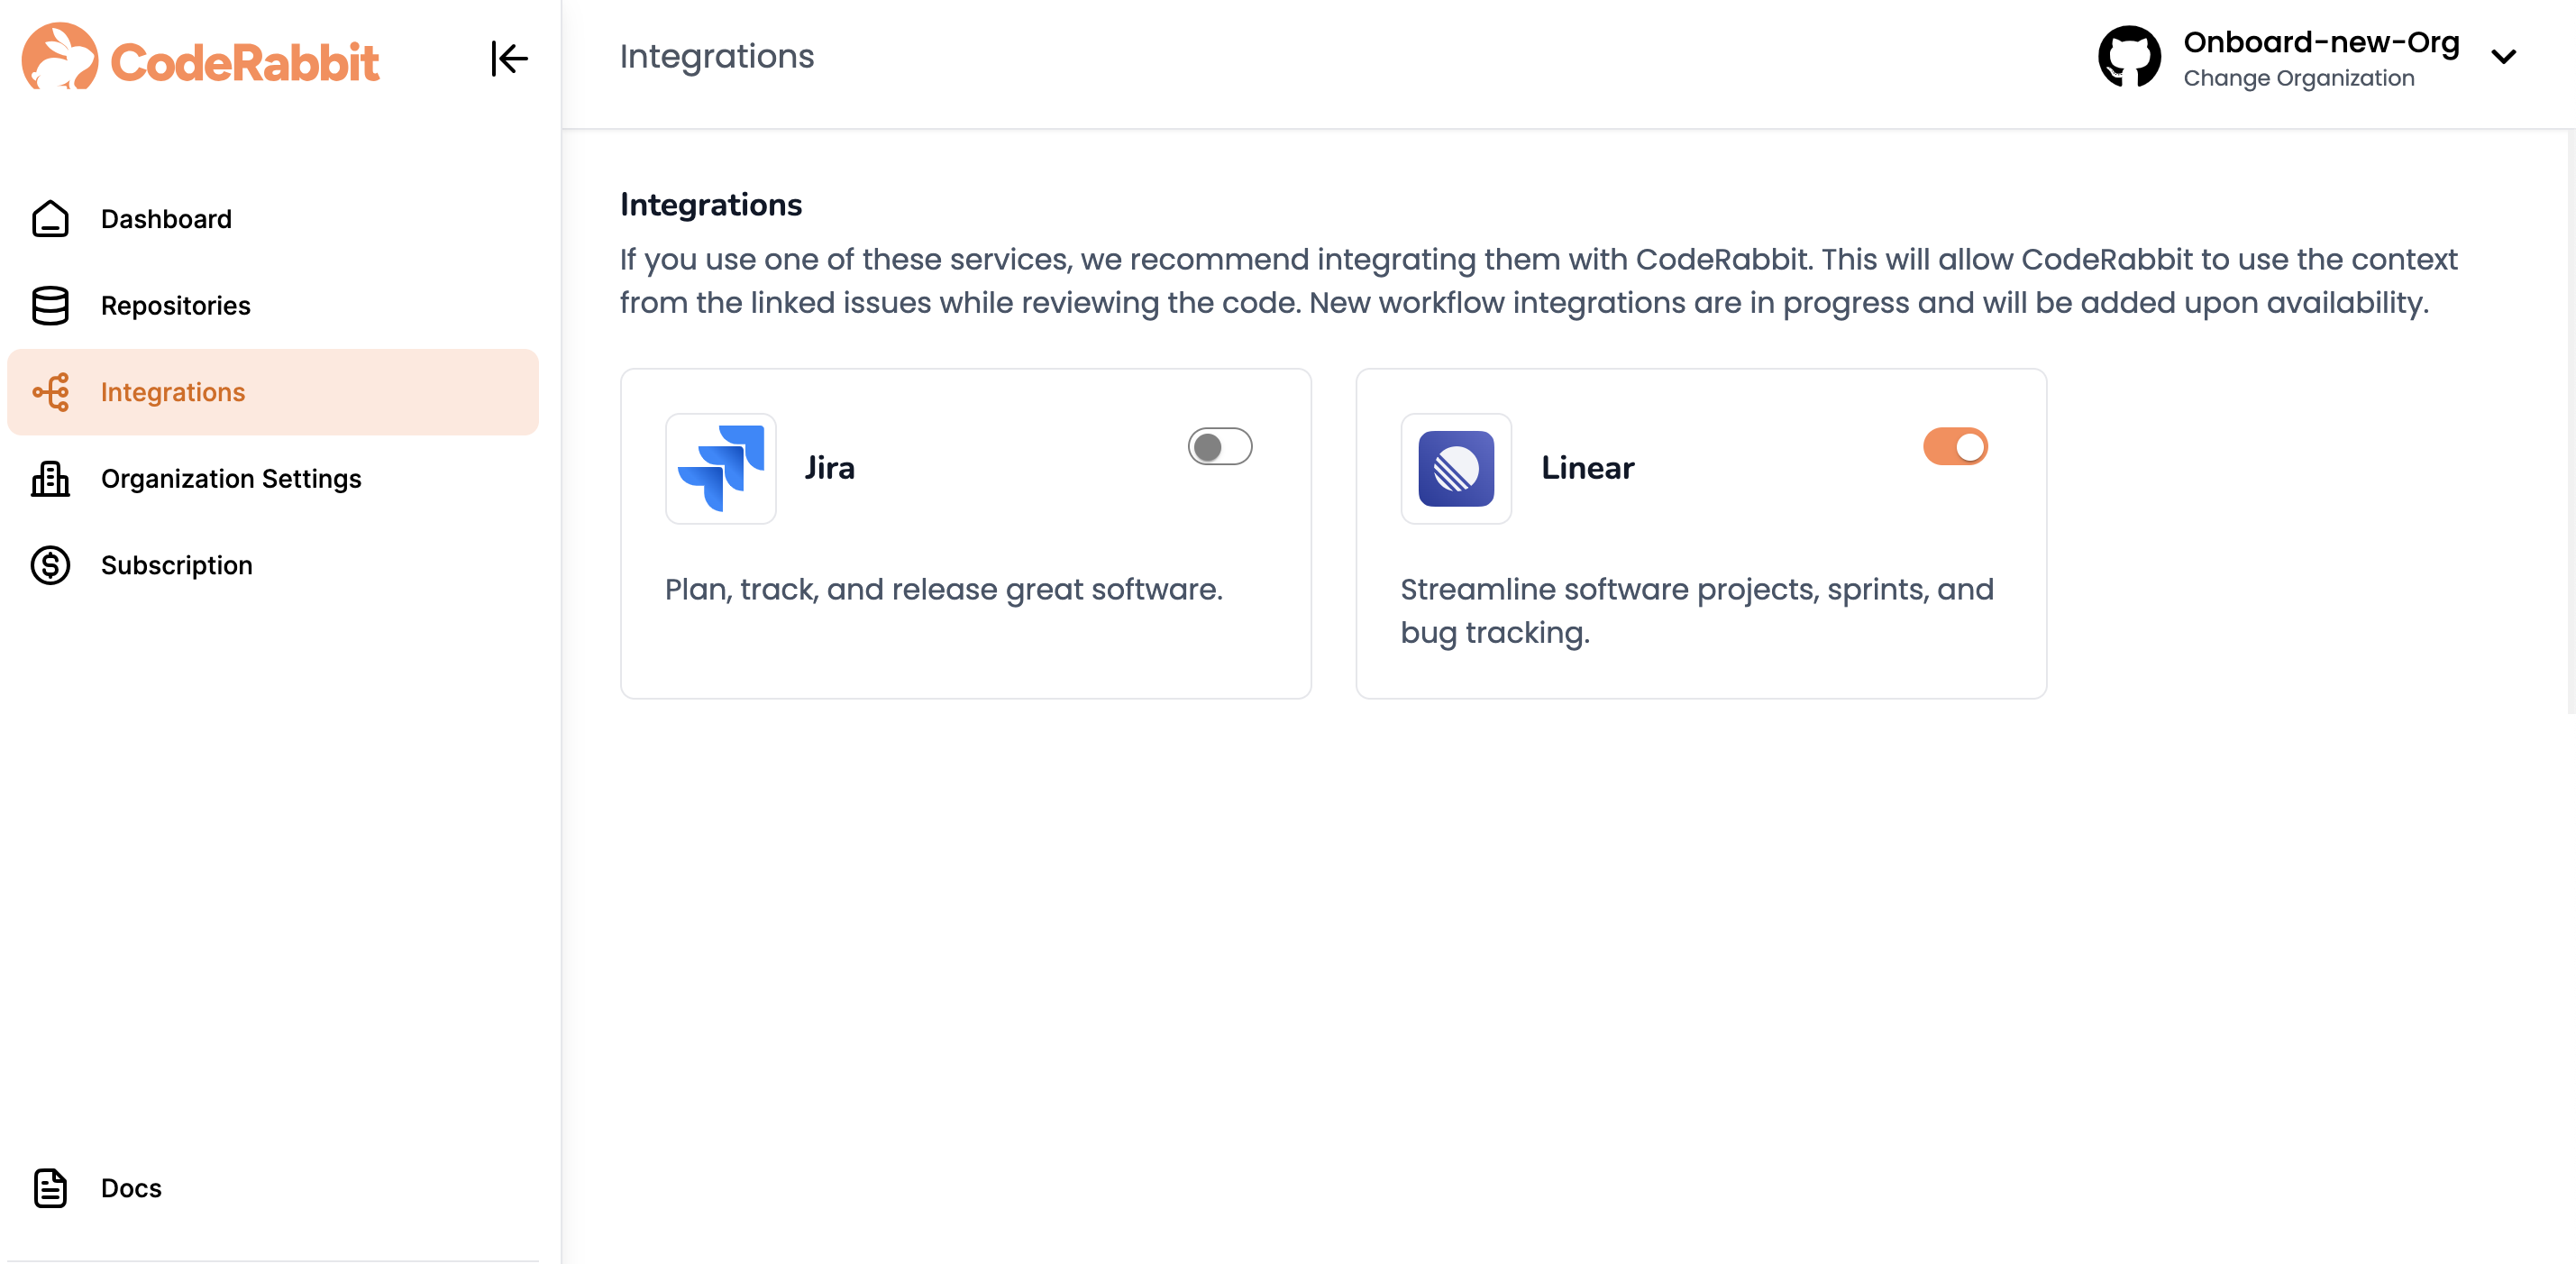 CodeRabbit
Integrations
Onboard-new-Org
Change Organization
Dashboard
Repositories
Integrations
Organization Settings
Subscription
Docs
Integrations
If you use one of these services, we recommend integrating them with CodeRabbit. This will allow CodeRabbit to use the context
from the linked issues while reviewing the code. New workflow integrations are in progress and will be added upon availability.
Jira
Plan, track, and release great software.
Linear
Streamline software projects, sprints, and
bug tracking.